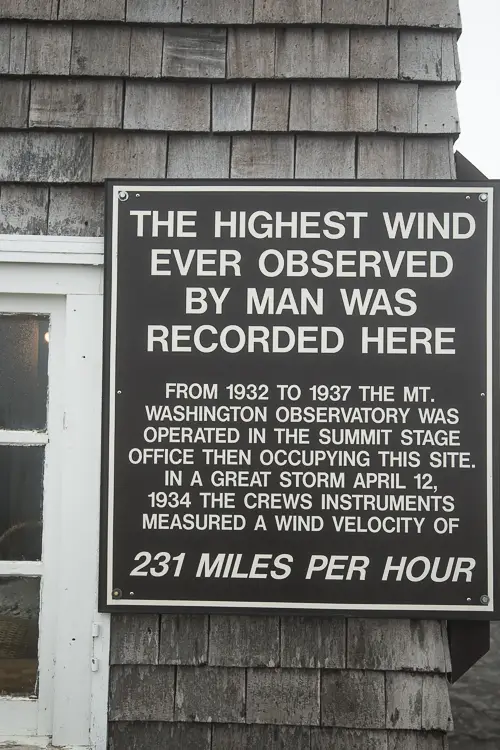 THE HIGHEST WIND
EVER OBSERVED
BY MAN WAS
RECORDED HERE
FROM 1932 TO 1937 THE MT.
WASHINGTON OBSERVATORY WAS
OPERATED IN THE SUMMIT STAGE
OFFICE THEN OCCUPYING THIS SITE.
IN A GREAT STORM APRIL 12,
1934 THE CREWS INSTRUMENTS
MEASURED A WIND VELOCITY OF
231 MILES PER HOUR